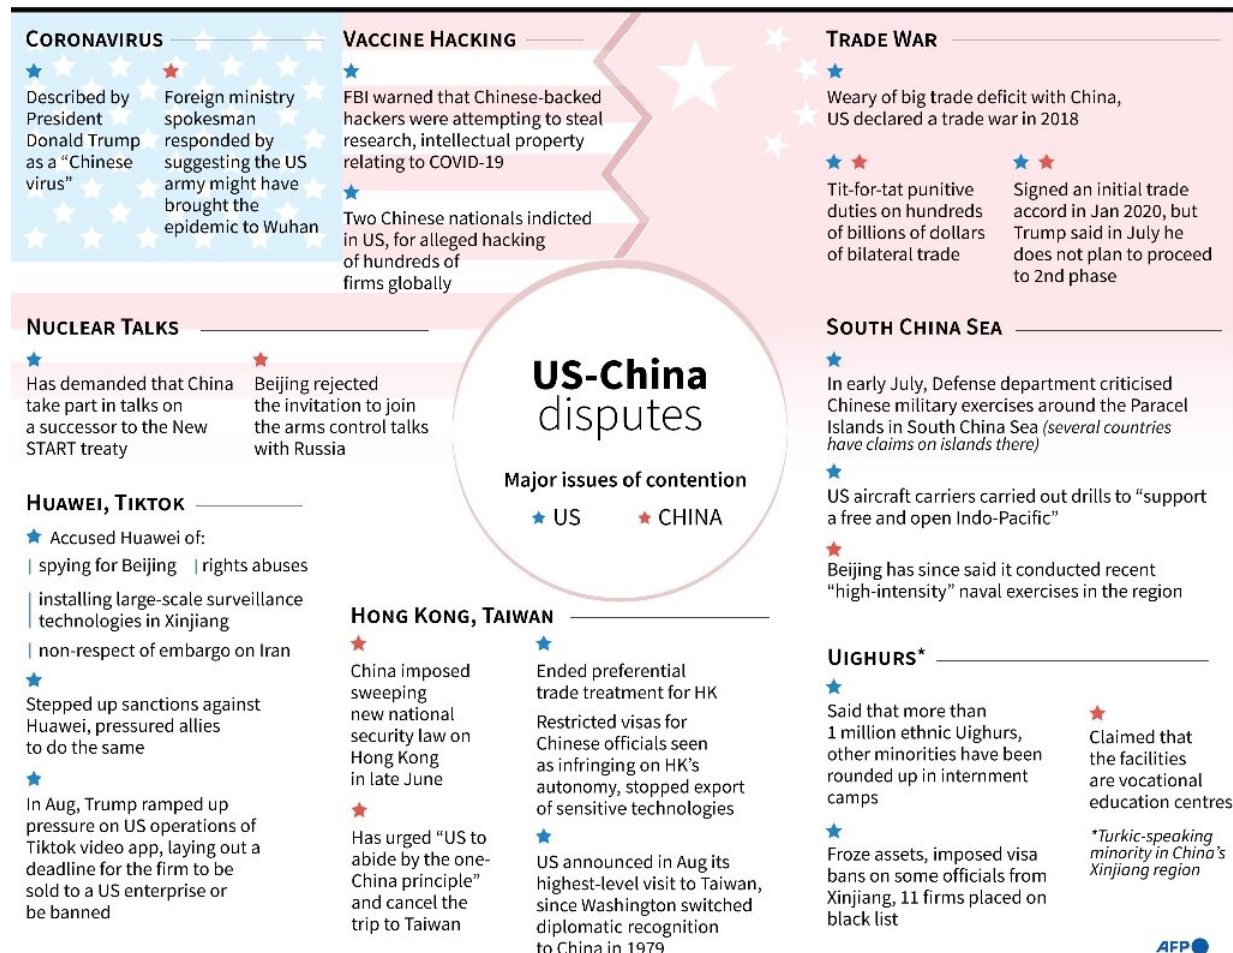 CORONAVIRUS
Described by
President
Donald Trump
as a “Chinese
virus”
Foreign ministry
spokesman
responded by
suggesting the US
army might have
brought the
epidemic to Wuhan
VACCINE HACKING
FBI warned that Chinese-backed
hackers were attempting to steal
research, intellectual property
relating to COVID-19
Two Chinese nationals indicted
in US, for alleged hacking
of hundreds of
firms globally
TRADE WAR
Weary of big trade deficit with China,
US declared a trade war in 2018
Tit-for-tat punitive
duties on hundreds
of billions of dollars
of bilateral trade
Signed an initial trade
accord in Jan 2020, but
Trump said in July he
does not plan to proceed
to 2nd phase
NUCLEAR TALKS
Has demanded that China
take part in talks on
a successor to the New
START treaty
Beijing rejected
the invitation to join
the arms control talks
with Russia
US-China
disputes
Major issues of contention
US
CHINA
SOUTH CHINA SEA
In early July, Defense department criticised
Chinese military exercises around the Paracel
Islands in South China Sea (several countries
have claims on islands there)
US aircraft carriers carried out drills to “support
a free and open Indo-Pacific”
Beijing has since said it conducted recent
“high-intensity” naval exercises in the region
HUAWEI, TIKTOK
Accused Huawei of:
spying for Beijing
rights abuses
installing large-scale surveillance
technologies in Xinjiang
non-respect of embargo on Iran
Stepped up sanctions against
Huawei, pressured allies
to do the same
In Aug, Trump ramped up
pressure on US operations of
Tiktok video app, laying out a
deadline for the firm to be
sold to a US enterprise or
be banned
HONG KONG, TAIWAN
China imposed
sweeping
new national
security law on
Hong Kong
in late June
Has urged “US to
abide by the one-
China principle”
and cancel the
trip to Taiwan
Ended preferential
trade treatment for HK
Restricted visas for
Chinese officials seen
as infringing on HK’s
autonomy, stopped export
of sensitive technologies
US announced in Aug its
highest-level visit to Taiwan,
since Washington switched
diplomatic recognition
to China in 1979
UIGHURS*
Said that more than
1 million ethnic Uighurs,
other minorities have been
rounded up in internment
camps
Froze assets, imposed visa
bans on some officials from
Xinjiang, 11 firms placed on
black list
Claimed that
the facilities
are vocational
education centres
*Turkic-speaking
minority in China’s
Xinjiang region
AFP